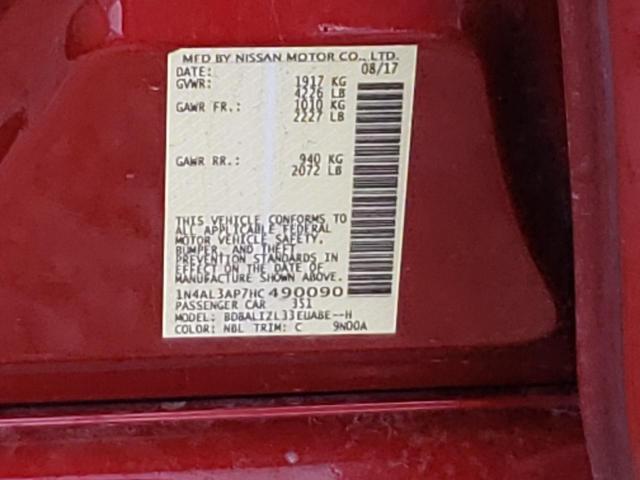 MFD BY NISSAN MOTOR CO., LTD.
DATE: 08/17
GVWR: 1917 KG
4226 LB
GAWR FR.: 1010 KG
2227 LB
GAWR RR.: 940 KG
2072 LB
THIS VEHICLE CONFORMS TO
ALL APPLICABLE FEDERAL
MOTOR VEHICLE SAFETY,
BUMPER, AND THEFT
PREVENTION STANDARDS
IN EFFECT ON THE DATE OF
MANUFACTURE SHOWN ABOVE.
1N4AL3AP7HC490090
PASSENGER CAR 351
MODEL: BDBALIZL33EUABE--H
COLOR: NBL TRIM: C 9N00A